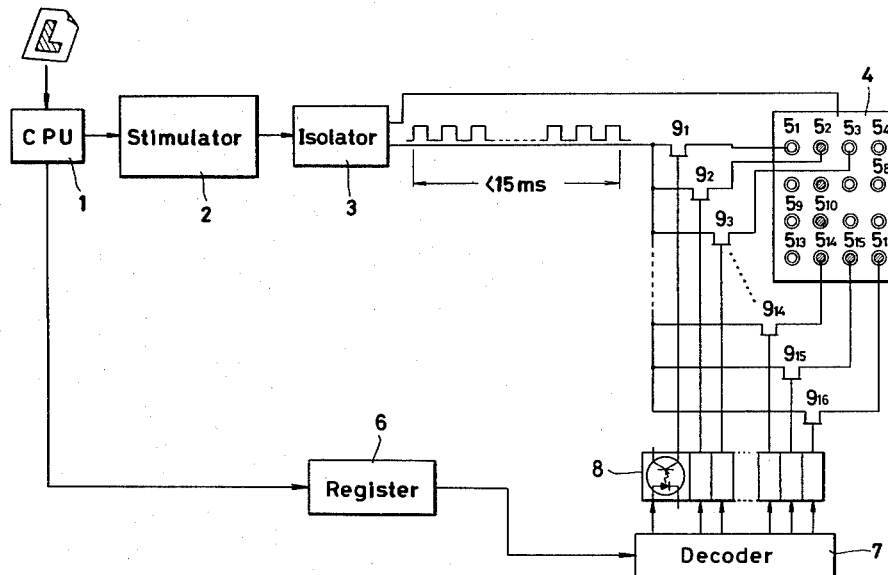 L
4
CPU
Stimulator
Isolator
1
2
3
<15ms
9₁
9₂
9₃
9₁₄
9₁₅
9₁₆
5₁ 5₂ 5₃ 5₄
5₈
5₉ 5₁₀
5₁₃ 5₁₄ 5₁₅
6
Register
8
Decoder
7